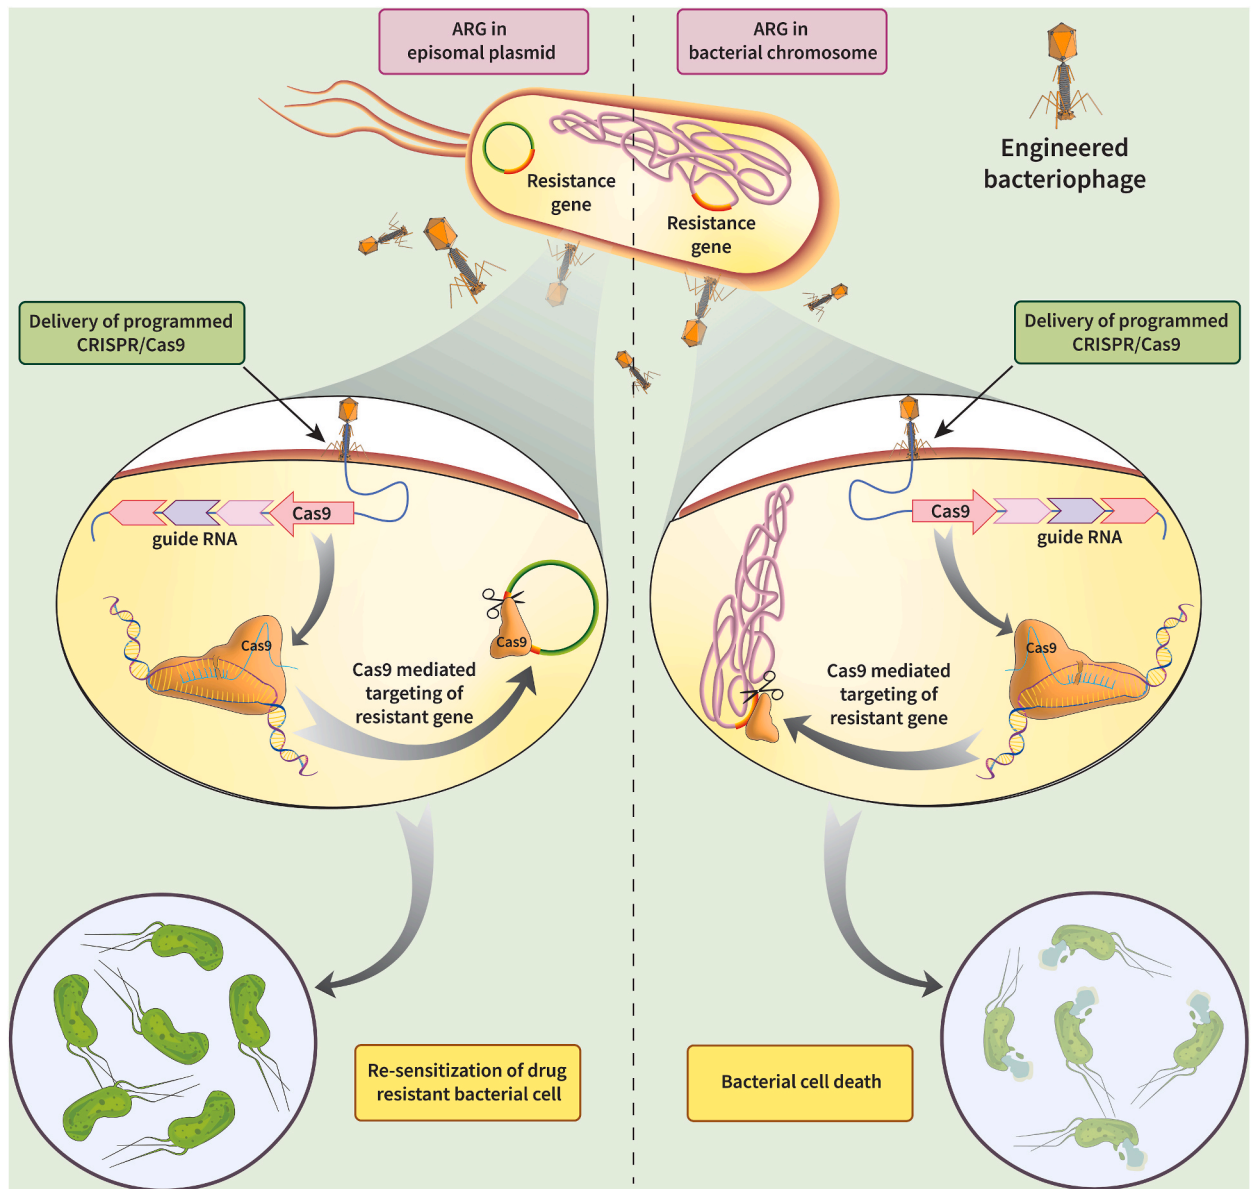 ARG in
episomal plasmid
ARG in
bacterial chromosome
Engineered
bacteriophage
Resistance
gene
Resistance
gene
Delivery of programmed
CRISPR/Cas9
Delivery of programmed
CRISPR/Cas9
Cas9
guide RNA
Cas9
Cas9
Cas9 mediated
targeting of
resistant gene
Cas9
guide RNA
Cas9
Cas9 mediated
targeting of
resistant gene
Re-sensitization of drug
resistant bacterial cell
Bacterial cell death